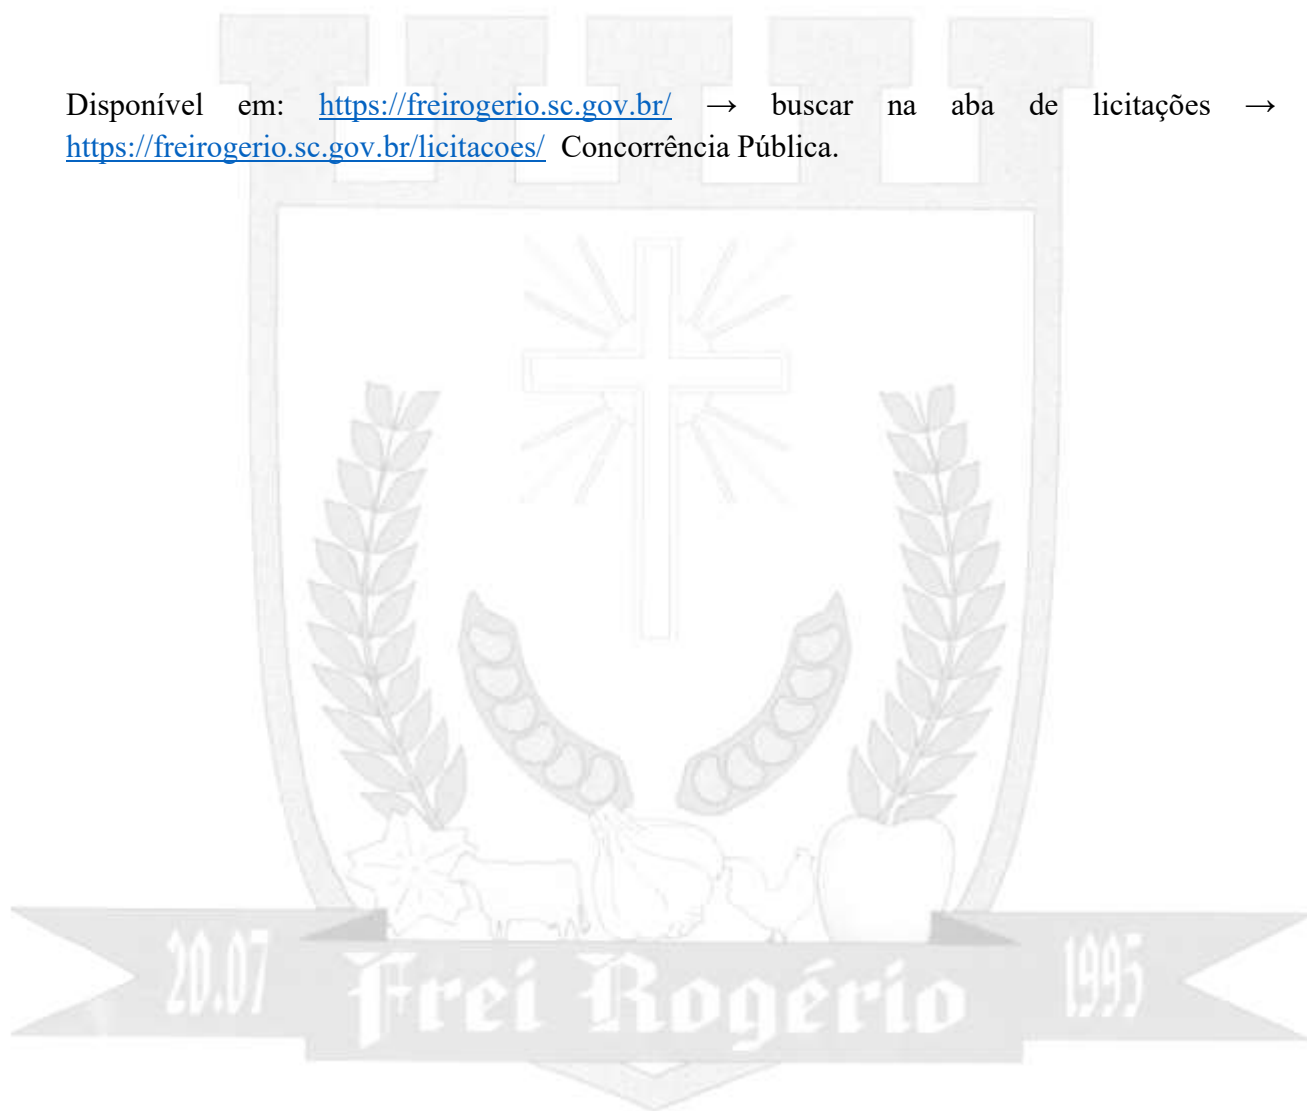 Disponível em: https://freirogerio.sc.gov.br/ → buscar na aba de licitações →
https://freirogerio.sc.gov.br/licitacoes/ Concorrência Pública.
20.07 Frei Rogério 1995